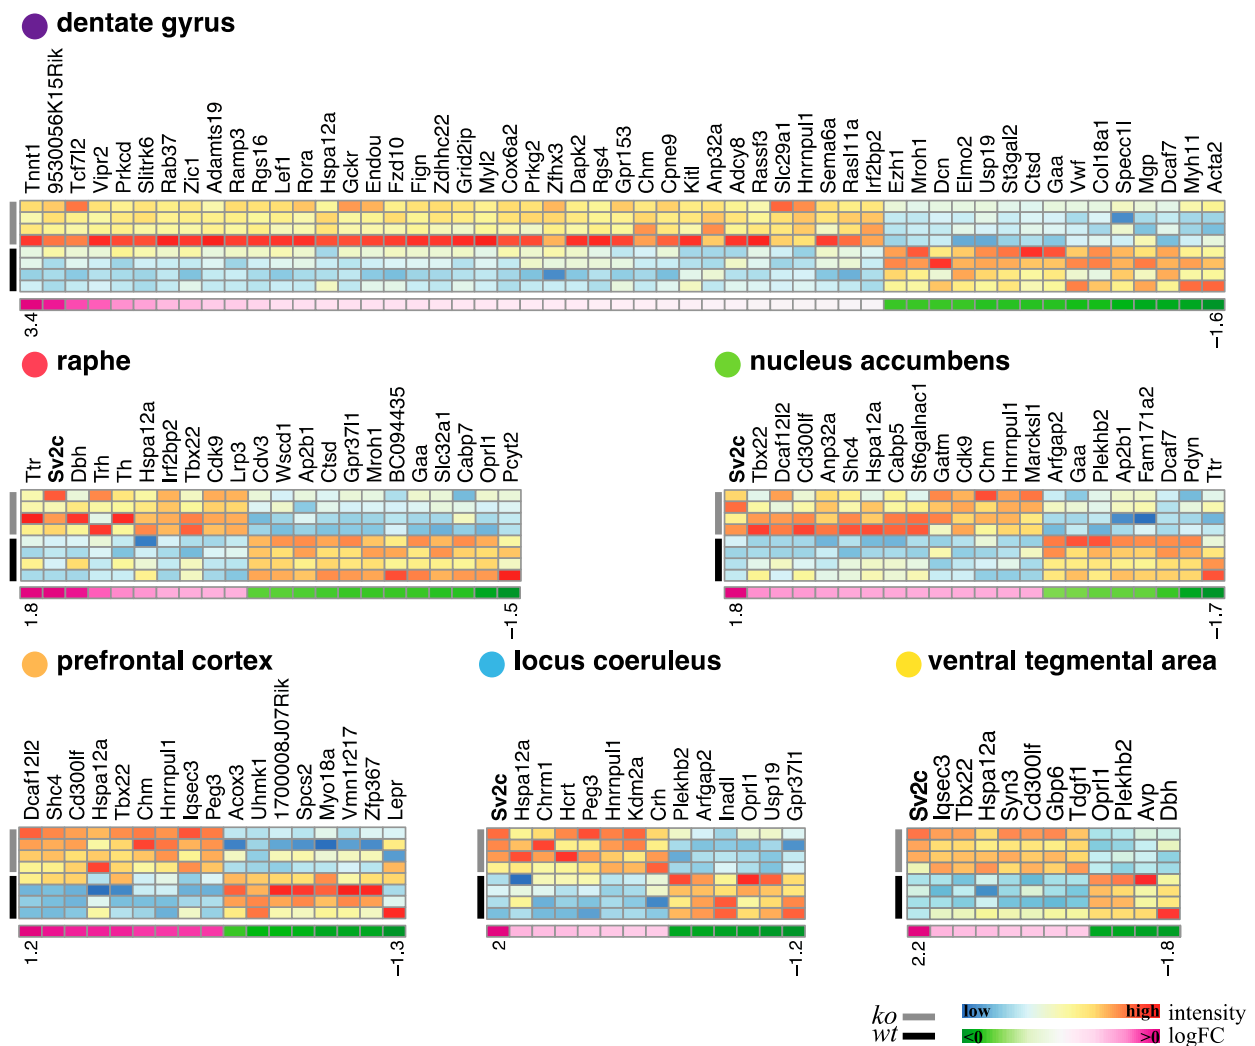 dentate gyrus
Tnnt1 9530056K15Rik Tcf7l2 Vipr2 Prkcd Slitrk6 Rab37 Zic1 Adamts19 Ramp3 Rgs16 Lef1 Rora Hspa12a Gckr Endou Fzd10 Fign Zdhhc22 Grid2ip Myl2 Cox6a2 Prkg2 Zfhx3 Dapk2 Rgs4 Gpr153 Chrm Cpne9 Kitl Anp32a Adcy8 Rassf3 Slc29a1 Hnrnpul1 Sema6a Rasl11a Irf2bp2 Ezh1 Mroh1 Dcn Elmo2 Usp19 St3gal2 Ctsd Gaa Vwf Col18a1 Specc1l Mgp Dcaf7 Myh11 Acta2
3.4 −1.6
raphe
Ttr Sv2c Dbh Trh Th Hspa12a Irf2bp2 Tbx22 Cdk9 Lrp3 Cdv3 Wscd1 Ap2b1 Ctsd Gpr37l1 Mroh1 BC094435 Gaa Slc32a1 Cabp7 Oprl1 Pcyt2
1.8 −1.5
nucleus accumbens
Sv2c Tbx22 Dcaf12l2 Cd300lf Anp32a Shc4 Hspa12a Cabp5 St6galnac1 Gatm Cdk9 Chm Hnrnpul1 Marcksl1 Arfgap2 Gaa Plekhb2 Ap2b1 Fam171a2 Dcaf7 Pdyn Ttr
1.8 −1.7
prefrontal cortex
Dcaf12l2 Shc4 Cd300lf Hspa12a Tbx22 Chm Hnrnpul1 Iqsec3 Peg3 Acox3 Uhmk1 1700008J07Rik Spcs2 Myo18a Vmn1r217 Zfp367 Lepr
1.2 −1.3
locus coeruleus
Sv2c Hspa12a Chrm1 Hcrt Peg3 Hnrnpul1 Kdm2a Crh Plekhb2 Arfgap2 Inadl Oprl1 Usp19 Gpr37l1
2 −1.2
ventral tegmental area
Sv2c Iqsec3 Tbx22 Hspa12a Syn3 Cd300lf Gbp6 Tdgf1 Oprl1 Plekhb2 Avp Dbh
2.2 −1.8
ko
wt
low high intensity
<0 >0 logFC